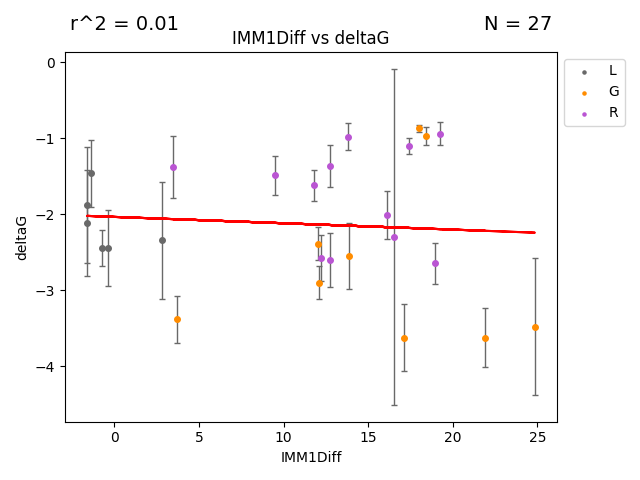 r^2 = 0.01
N = 27
IMM1Diff vs deltaG
L
G
R
0
−1
−2
−3
−4
deltaG
0
5
10
15
20
25
IMM1Diff